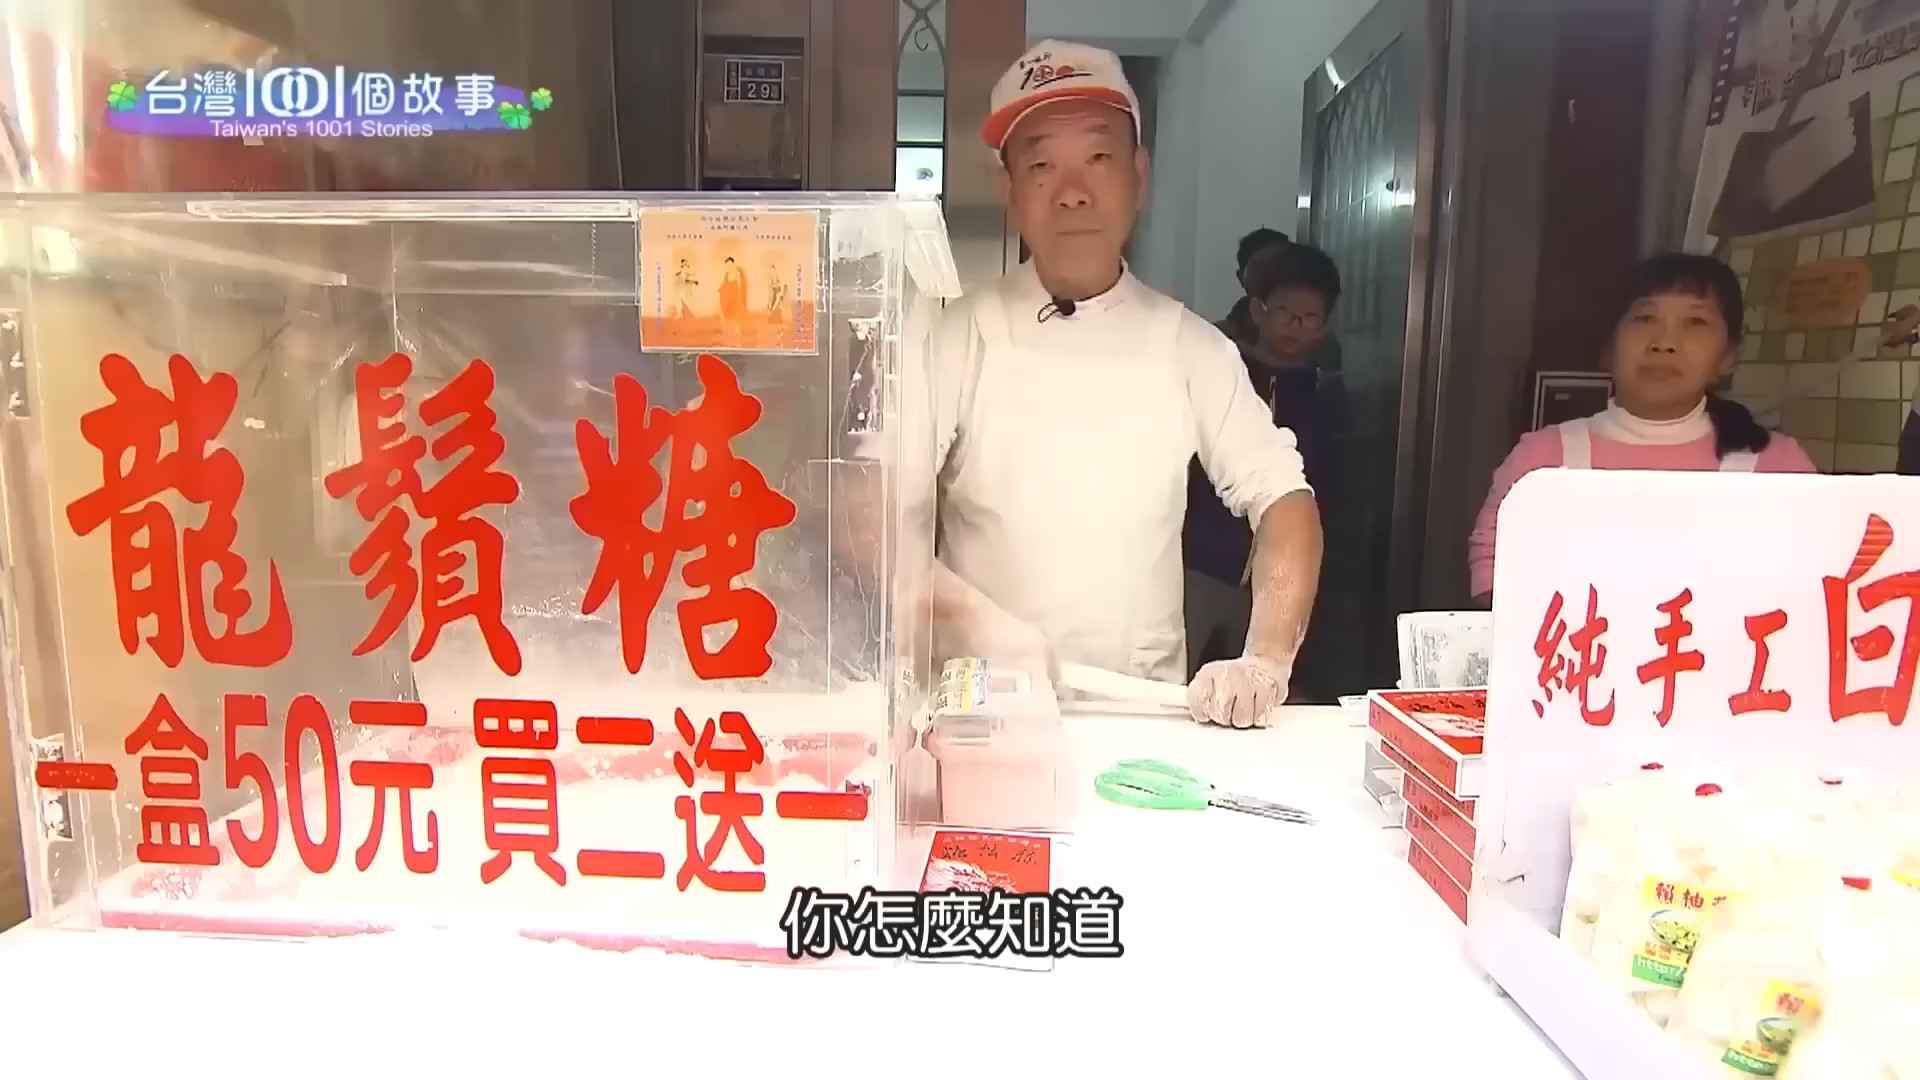 台灣1001個故事
Taiwan's 1001 Stories
29
龍鬚糖
一盒50元 買二送一
純手工白
你怎麼知道